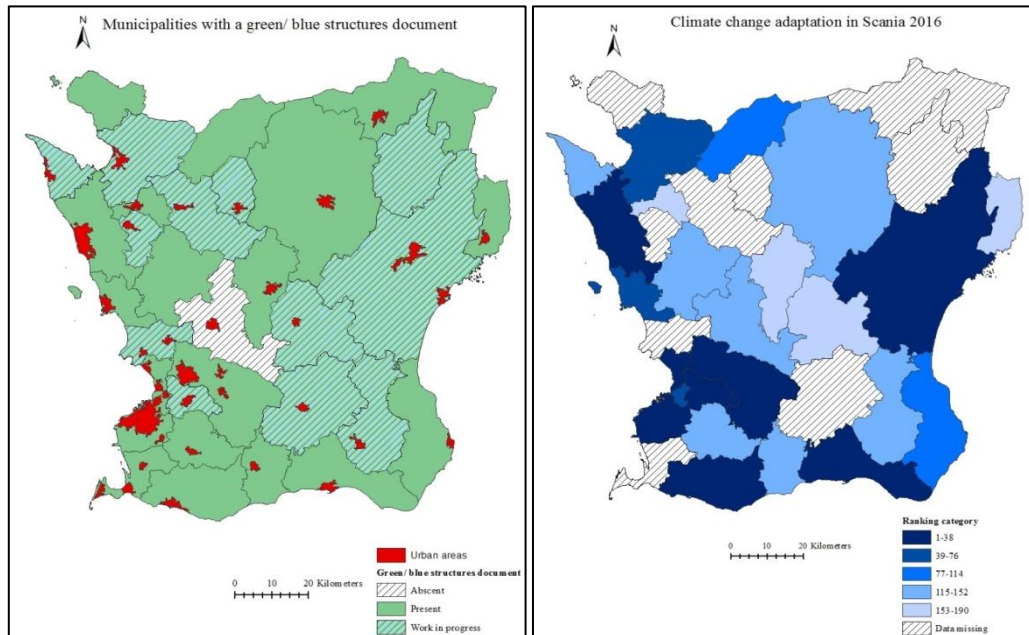 Municipalities with a green/ blue structures document
N
Urban areas
Green/ blue structures document
Abscent
Present
Work in progress
0 10 20 Kilometers
Climate change adaptation in Scania 2016
N
Ranking category
1-38
39-76
77-114
115-152
153-190
Data missing
0 10 20
Kilometers